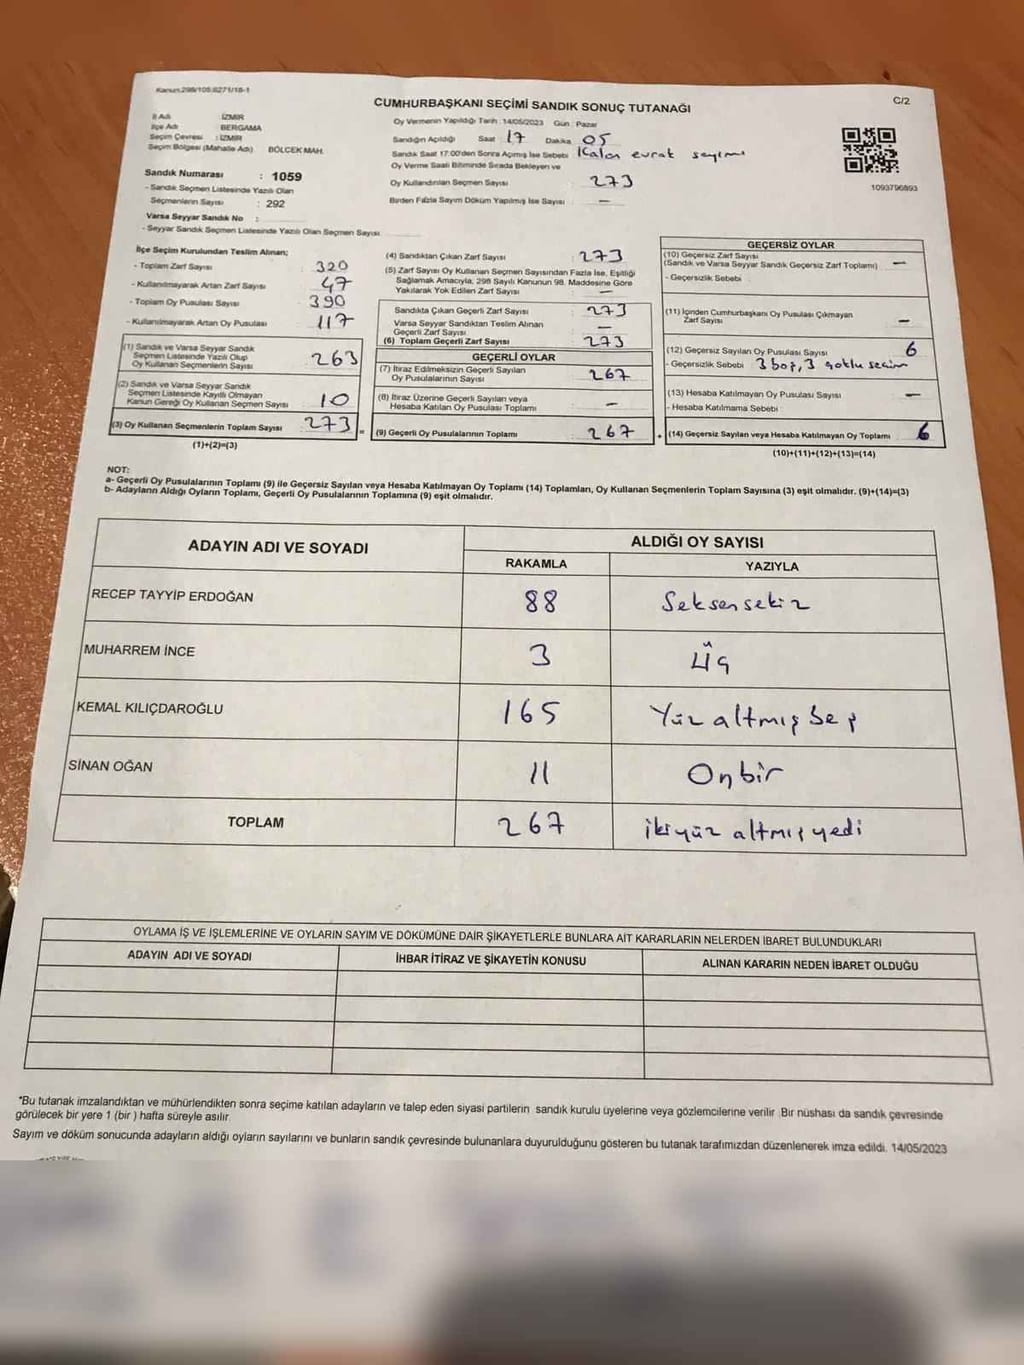 Kanun:298/105;6271/18-1
C/2
CUMHURBAŞKANI SEÇİMİ SANDIK SONUÇ TUTANAĞI
İl Adı : İZMİR
İlçe Adı : BERGAMA
Seçim Çevresi : İZMİR
Seçim Bölgesi (Mahalle Adı) BÖLCEK MAH.
Sandık Numarası : 1059
- Sandık Seçmen Listesinde Yazılı Olan
Seçmenlerin Sayısı : 292
Varsa Seyyar Sandık No :
- Seyyar Sandık Seçmen Listesinde Yazılı Olan Seçmen Sayısı
Oy Vermenin Yapıldığı Tarih : 14/05/2023 Gün : Pazar
Sandığın Açıldığı Saat : 17 Dakika 05
Sandık Saat 17:00'den Sonra Açılmış İse Sebebi Kalan evrak sayımı
Oy Verme Saati Bitiminde Sırada Bekleyen ve
Oy Kullandırılan Seçmen Sayısı : 273
Birden Fazla Sayım Döküm Yapılmış İse Sayısı : —
1093796893
İlçe Seçim Kurulundan Teslim Alınan;
- Toplam Zarf Sayısı : 320
- Kullanılmayarak Artan Zarf Sayısı : 47
- Toplam Oy Pusulası Sayısı : 390
- Kullanılmayarak Artan Oy Pusulası : 117
(1) Sandık ve Varsa Seyyar Sandık
Seçmen Listesinde Yazılı Olup
Oy Kullanan Seçmenlerin Sayısı : 263
(2) Sandık ve Varsa Seyyar Sandık
Seçmen Listesinde Kayıtlı Olmayan
Kanun Gereği Oy Kullanan Seçmen Sayısı : 10
(3) Oy Kullanan Seçmenlerin Toplam Sayısı : 273 =
(1)+(2)=(3)
(4) Sandıktan Çıkan Zarf Sayısı : 273
(5) Zarf Sayısı Oy Kullanan Seçmen Sayısından Fazla İse, Eşitliği
Sağlamak Amacıyla, 298 Sayılı Kanunun 98. Maddesine Göre
Yakılarak Yok Edilen Zarf Sayısı : —
Sandıkta Çıkan Geçerli Zarf Sayısı : 273
Varsa Seyyar Sandıktan Teslim Alınan
Geçerli Zarf Sayısı : —
(6) Toplam Geçerli Zarf Sayısı : 273
GEÇERLİ OYLAR
(7) İtiraz Edilmeksizin Geçerli Sayılan
Oy Pusulalarının Sayısı : 267
(8) İtiraz Üzerine Geçerli Sayılan veya
Hesaba Katılan Oy Pusulası Toplamı : —
(9) Geçerli Oy Pusulalarının Toplamı : 267 +
GEÇERSİZ OYLAR
(10) Geçersiz Zarf Sayısı
(Sandık ve Varsa Seyyar Sandık Geçersiz Zarf Toplamı) : —
- Geçersizlik Sebebi
(11) İçinden Cumhurbaşkanı Oy Pusulası Çıkmayan
Zarf Sayısı : —
(12) Geçersiz Sayılan Oy Pusulası Sayısı : 6
- Geçersizlik Sebebi 3 boş, 3 çoklu seçim
(13) Hesaba Katılmayan Oy Pusulası Sayısı : —
- Hesaba Katılmama Sebebi
(14) Geçersiz Sayılan veya Hesaba Katılmayan Oy Toplamı : 6
(10)+(11)+(12)+(13)=(14)
NOT:
a- Geçerli Oy Pusulalarının Toplamı (9) ile Geçersiz Sayılan veya Hesaba Katılmayan Oy Toplamı (14) Toplamları, Oy Kullanan Seçmenlerin Toplam Sayısına (3) eşit olmalıdır. (9)+(14)=(3)
b- Adayların Aldığı Oyların Toplamı, Geçerli Oy Pusulalarının Toplamına (9) eşit olmalıdır.
ADAYIN ADI VE SOYADI
ALDIĞI OY SAYISI
RAKAMLA YAZIYLA
RECEP TAYYİP ERDOĞAN 88 Seksensekiz
MUHARREM İNCE 3 Üç
KEMAL KILIÇDAROĞLU 165 Yüzaltmışbeş
SİNAN OĞAN 11 Onbir
TOPLAM 267 ikiyüz altmışyedi
OYLAMA İŞ VE İŞLEMLERİNE VE OYLARIN SAYIM VE DÖKÜMÜNE DAİR ŞİKAYETLERLE BUNLARA AİT KARARLARIN NELERDEN İBARET BULUNDUKLARI
ADAYIN ADI VE SOYADI İHBAR İTİRAZ VE ŞİKAYETİN KONUSU ALINAN KARARIN NEDEN İBARET OLDUĞU
*Bu tutanak imzalandıktan ve mühürlendikten sonra seçime katılan adayların ve talep eden siyasi partilerin sandık kurulu üyelerine veya gözlemcilerine verilir. Bir nüshası da sandık çevresinde
görülecek bir yere 1 (bir) hafta süreyle asılır.
Sayım ve döküm sonucunda adayların aldığı oyların sayılarını ve bunların sandık çevresinde bulunanlara duyurulduğunu gösteren bu tutanak tarafımızdan düzenlenerek imza edildi. 14/05/2023